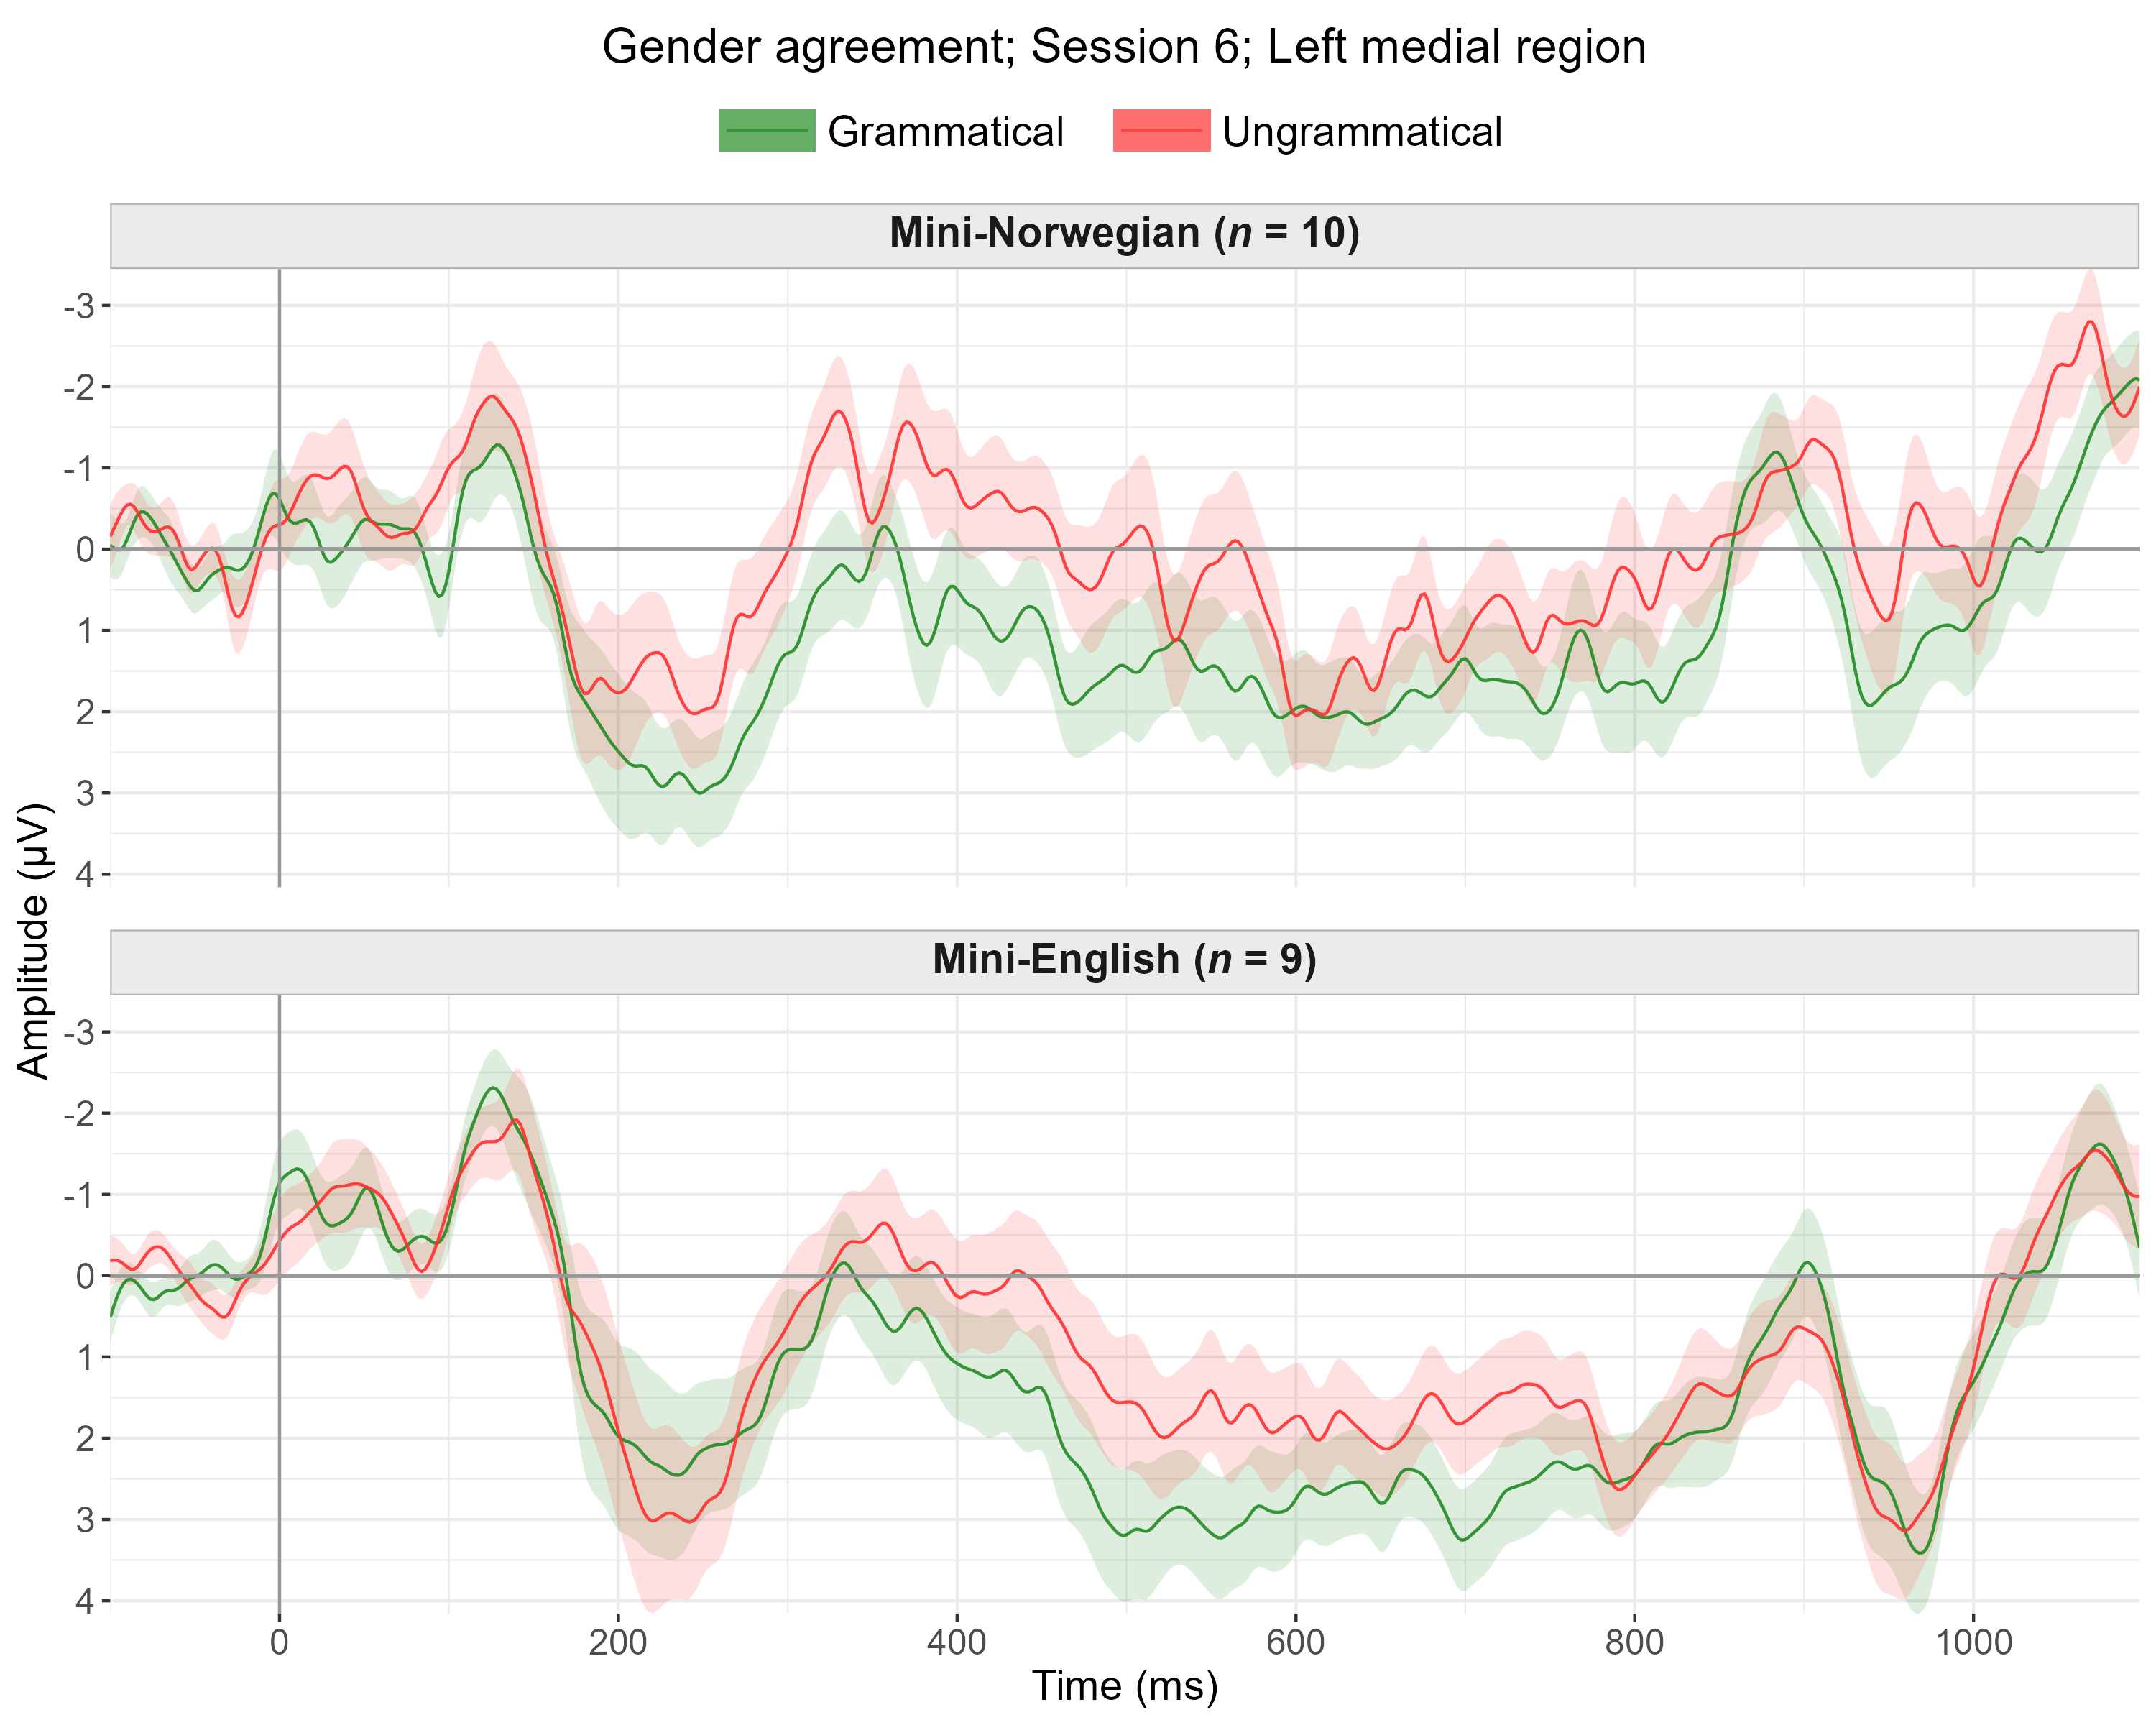 Gender agreement; Session 6; Left medial region
Grammatical
Ungrammatical
Mini-Norwegian (n = 10)
-3
-2
-1
0
1
2
3
4
Amplitude (µV)
Mini-English (n = 9)
-3
-2
-1
0
1
2
3
4
0 200 400 600 800 1000
Time (ms)